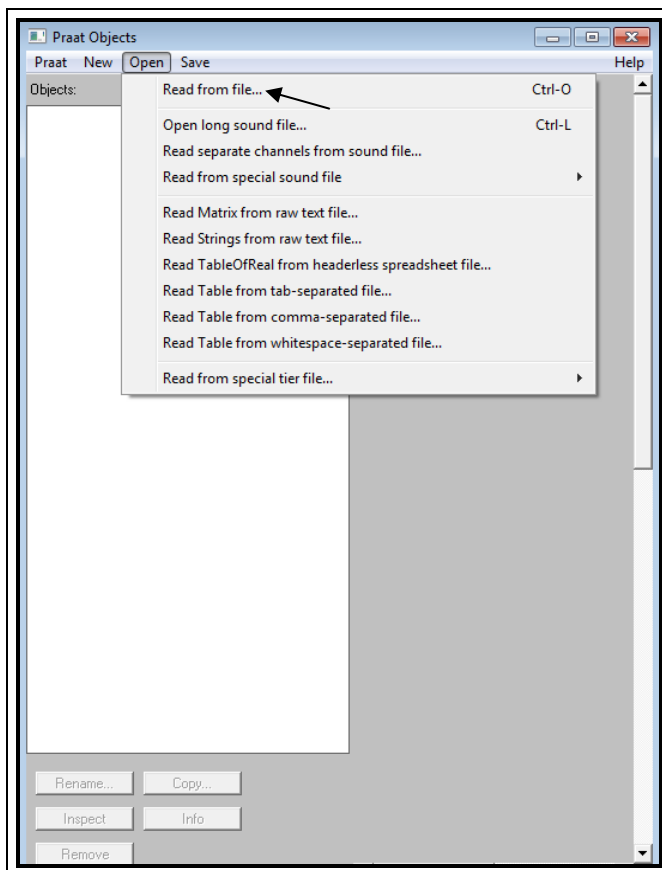 Praat Objects
Praat New Open Save Help
Objects:
Read from file... Ctrl-O
Open long sound file... Ctrl-L
Read separate channels from sound file...
Read from special sound file
Read Matrix from raw text file...
Read Strings from raw text file...
Read TableOfReal from headerless spreadsheet file...
Read Table from tab-separated file...
Read Table from comma-separated file...
Read Table from whitespace-separated file...
Read from special tier file...
Rename... Copy...
Inspect Info
Remove